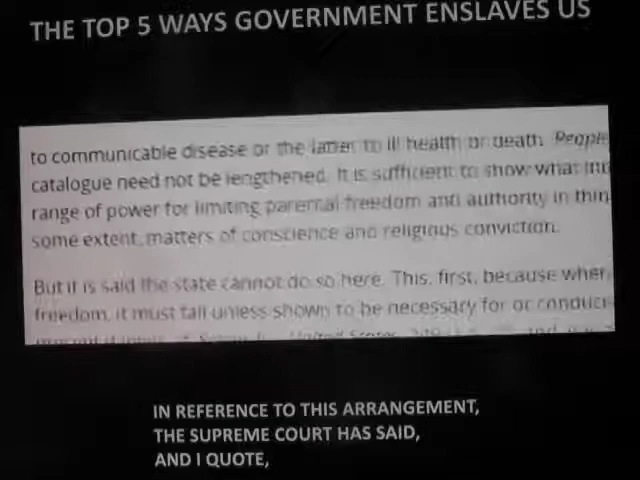 THE TOP 5 WAYS GOVERNMENT ENSLAVES US
to communicable disease or the latter to ill health or death. People
catalogue need not be lengthened. It is sufficient to show what
range of power for limiting parental freedom and authority in
some extent, matters of conscience and religious conviction.
But it is said the state cannot do so here. This, first, because
freedom, it must fall unless shown to be necessary for or
United States
IN REFERENCE TO THIS ARRANGEMENT,
THE SUPREME COURT HAS SAID,
AND I QUOTE,